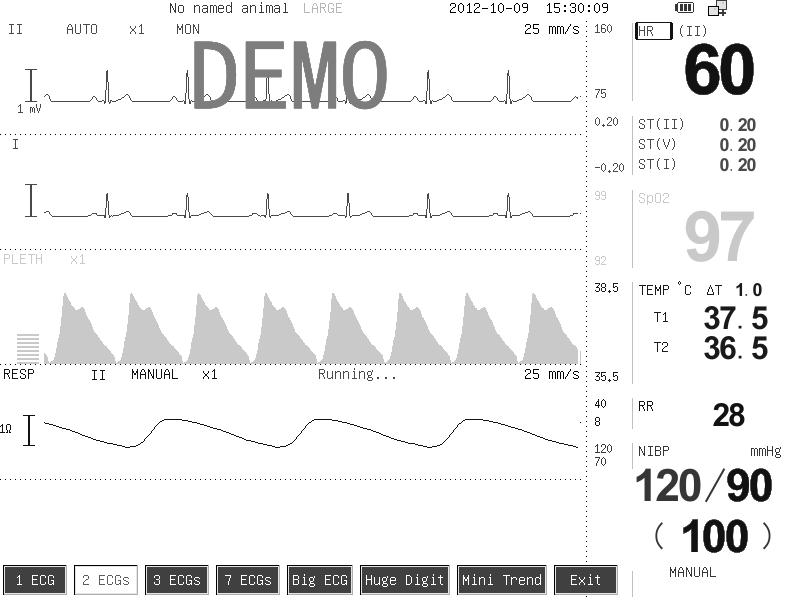 No named animal LARGE 2012-10-09 15:30:09
II AUTO x1 MON 25 mm/s 160 HR (II)
DEMO
60
1 mV
75
0.20 ST(II) 0.20
I ST(V) 0.20
-0.20 ST(I) 0.20
99 SpO2
97
PLETH x1 92
38.5 TEMP °C ΔT 1.0
T1 37.5
T2 36.5
RESP II MANUAL x1 Running... 25 mm/s 35.5
40 RR
28
8
1Ω
120 NIBP mmHg
70
120/90
(100)
MANUAL
1 ECG 2 ECGs 3 ECGs 7 ECGs Big ECG Huge Digit Mini Trend Exit